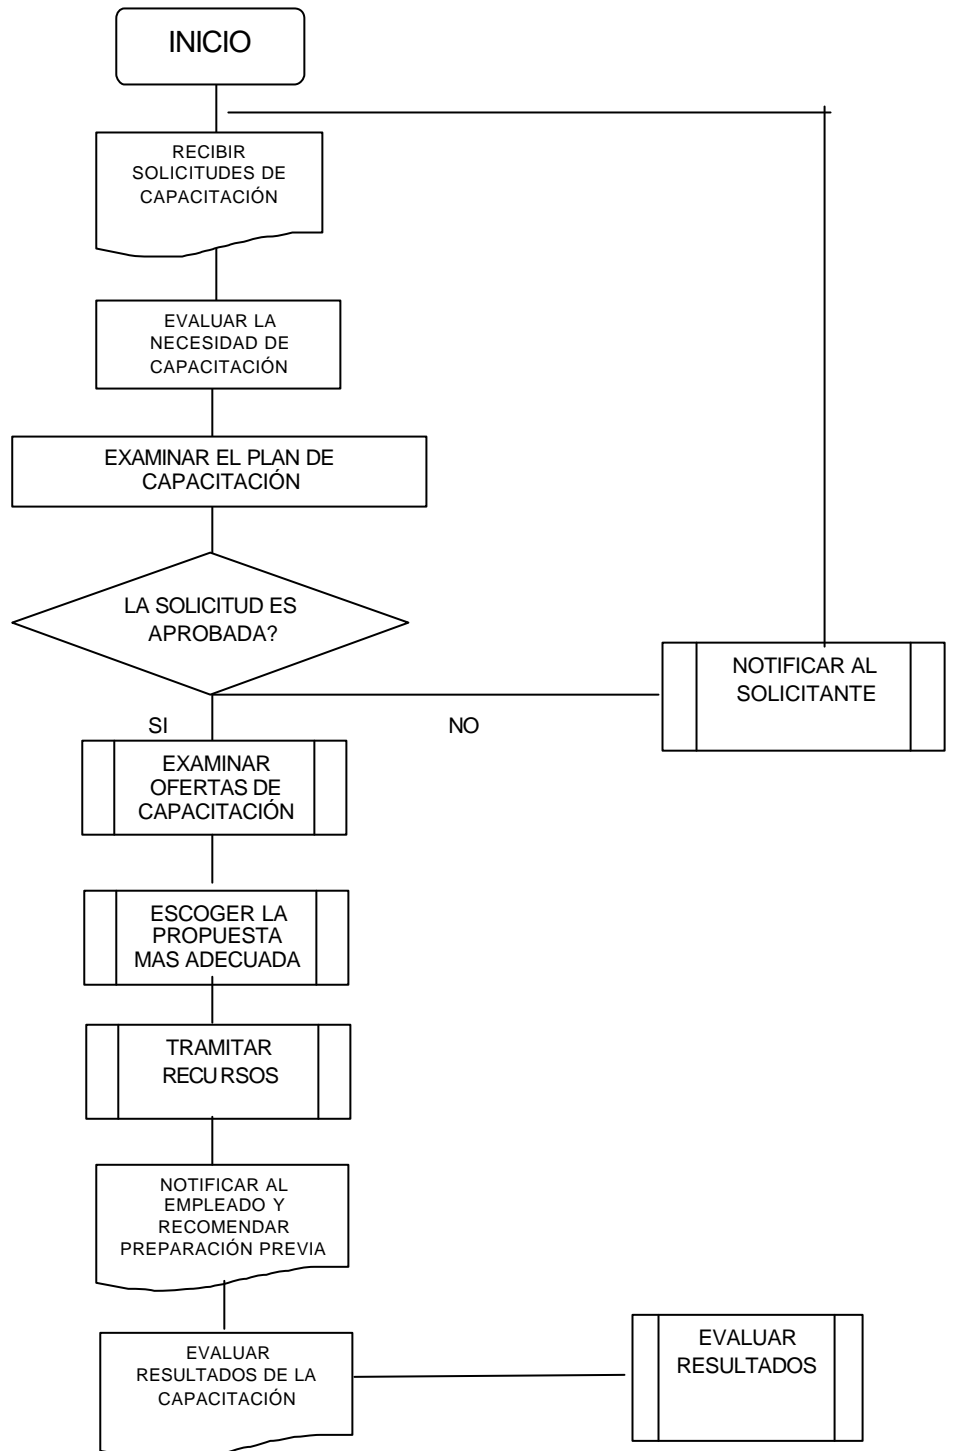 INICIO
RECIBIR
SOLICITUDES DE
CAPACITACIÓN
EVALUAR LA
NECESIDAD DE
CAPACITACIÓN
EXAMINAR EL PLAN DE
CAPACITACIÓN
LA SOLICITUD ES
APROBADA?
NOTIFICAR AL
SOLICITANTE
SI
NO
EXAMINAR
OFERTAS DE
CAPACITACIÓN
ESCOGER LA
PROPUESTA
MAS ADECUADA
TRAMITAR
RECURSOS
NOTIFICAR AL
EMPLEADO Y
RECOMENDAR
PREPARACIÓN PREVIA
EVALUAR
RESULTADOS DE LA
CAPACITACIÓN
EVALUAR
RESULTADOS